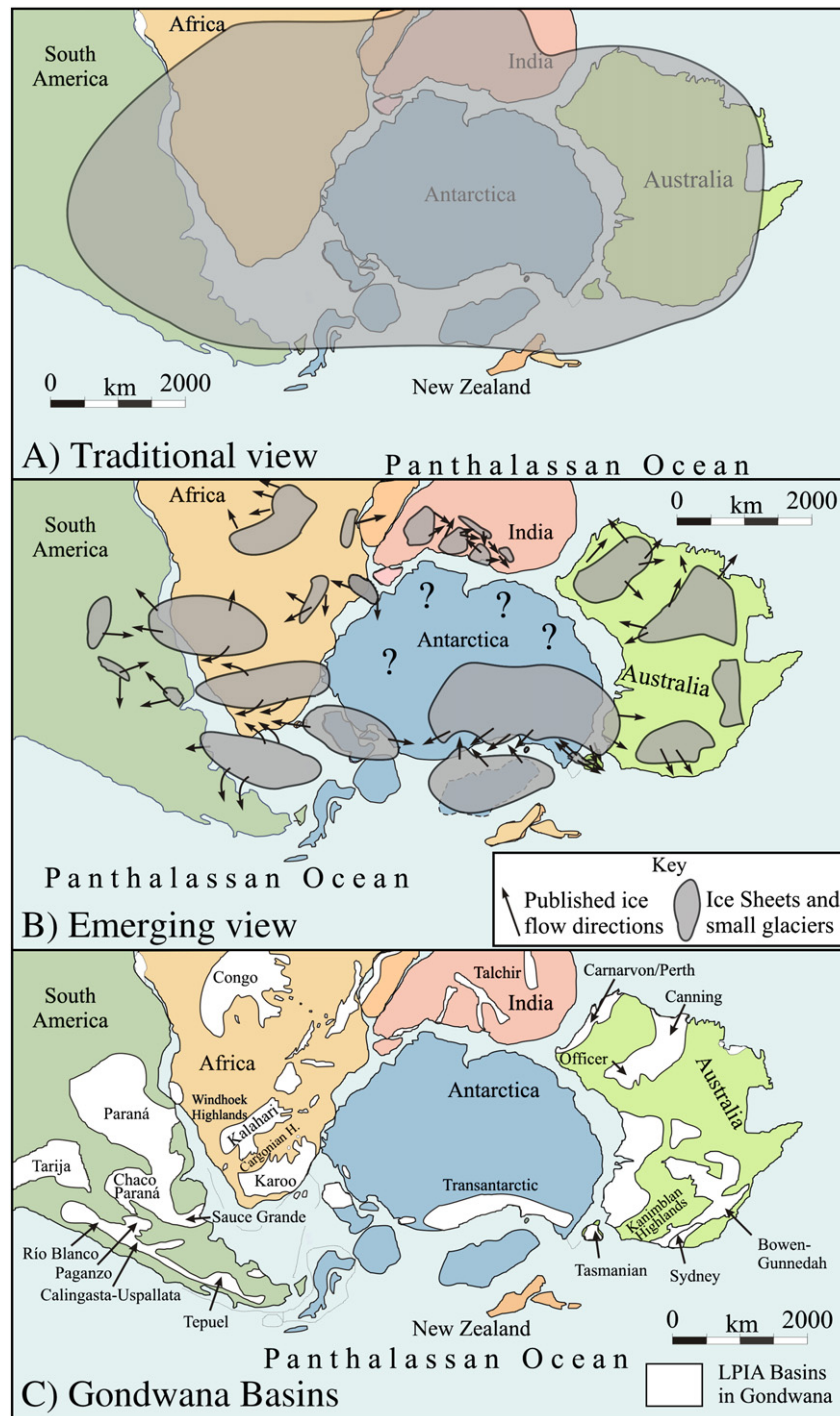 Africa
South
America
India
Antarctica
Australia
0 km 2000
New Zealand
A) Traditional view
Panthalassan Ocean
Africa
0 km 2000
South
America
India
? ? ? ?
Antarctica
Australia
Panthalassan Ocean
B) Emerging view
Key
Published ice
flow directions
Ice Sheets and
small glaciers
Congo
Talchir
Carnarvon/Perth
South
America
India
Canning
Africa
Officer
Antarctica
Australia
Paraná
Windhoek
Highlands
Kalahari
Cargonian H.
Tarija
Chaco
Paraná
Karoo
Transantarctic
Kanimblan
Highlands
Sauce Grande
Río Blanco
Paganzo
Calingasta-Uspallata
Tepuel
Tasmanian
Sydney
Bowen-
Gunnedah
New Zealand
0 km 2000
Panthalassan Ocean
C) Gondwana Basins
LPIA Basins
in Gondwana